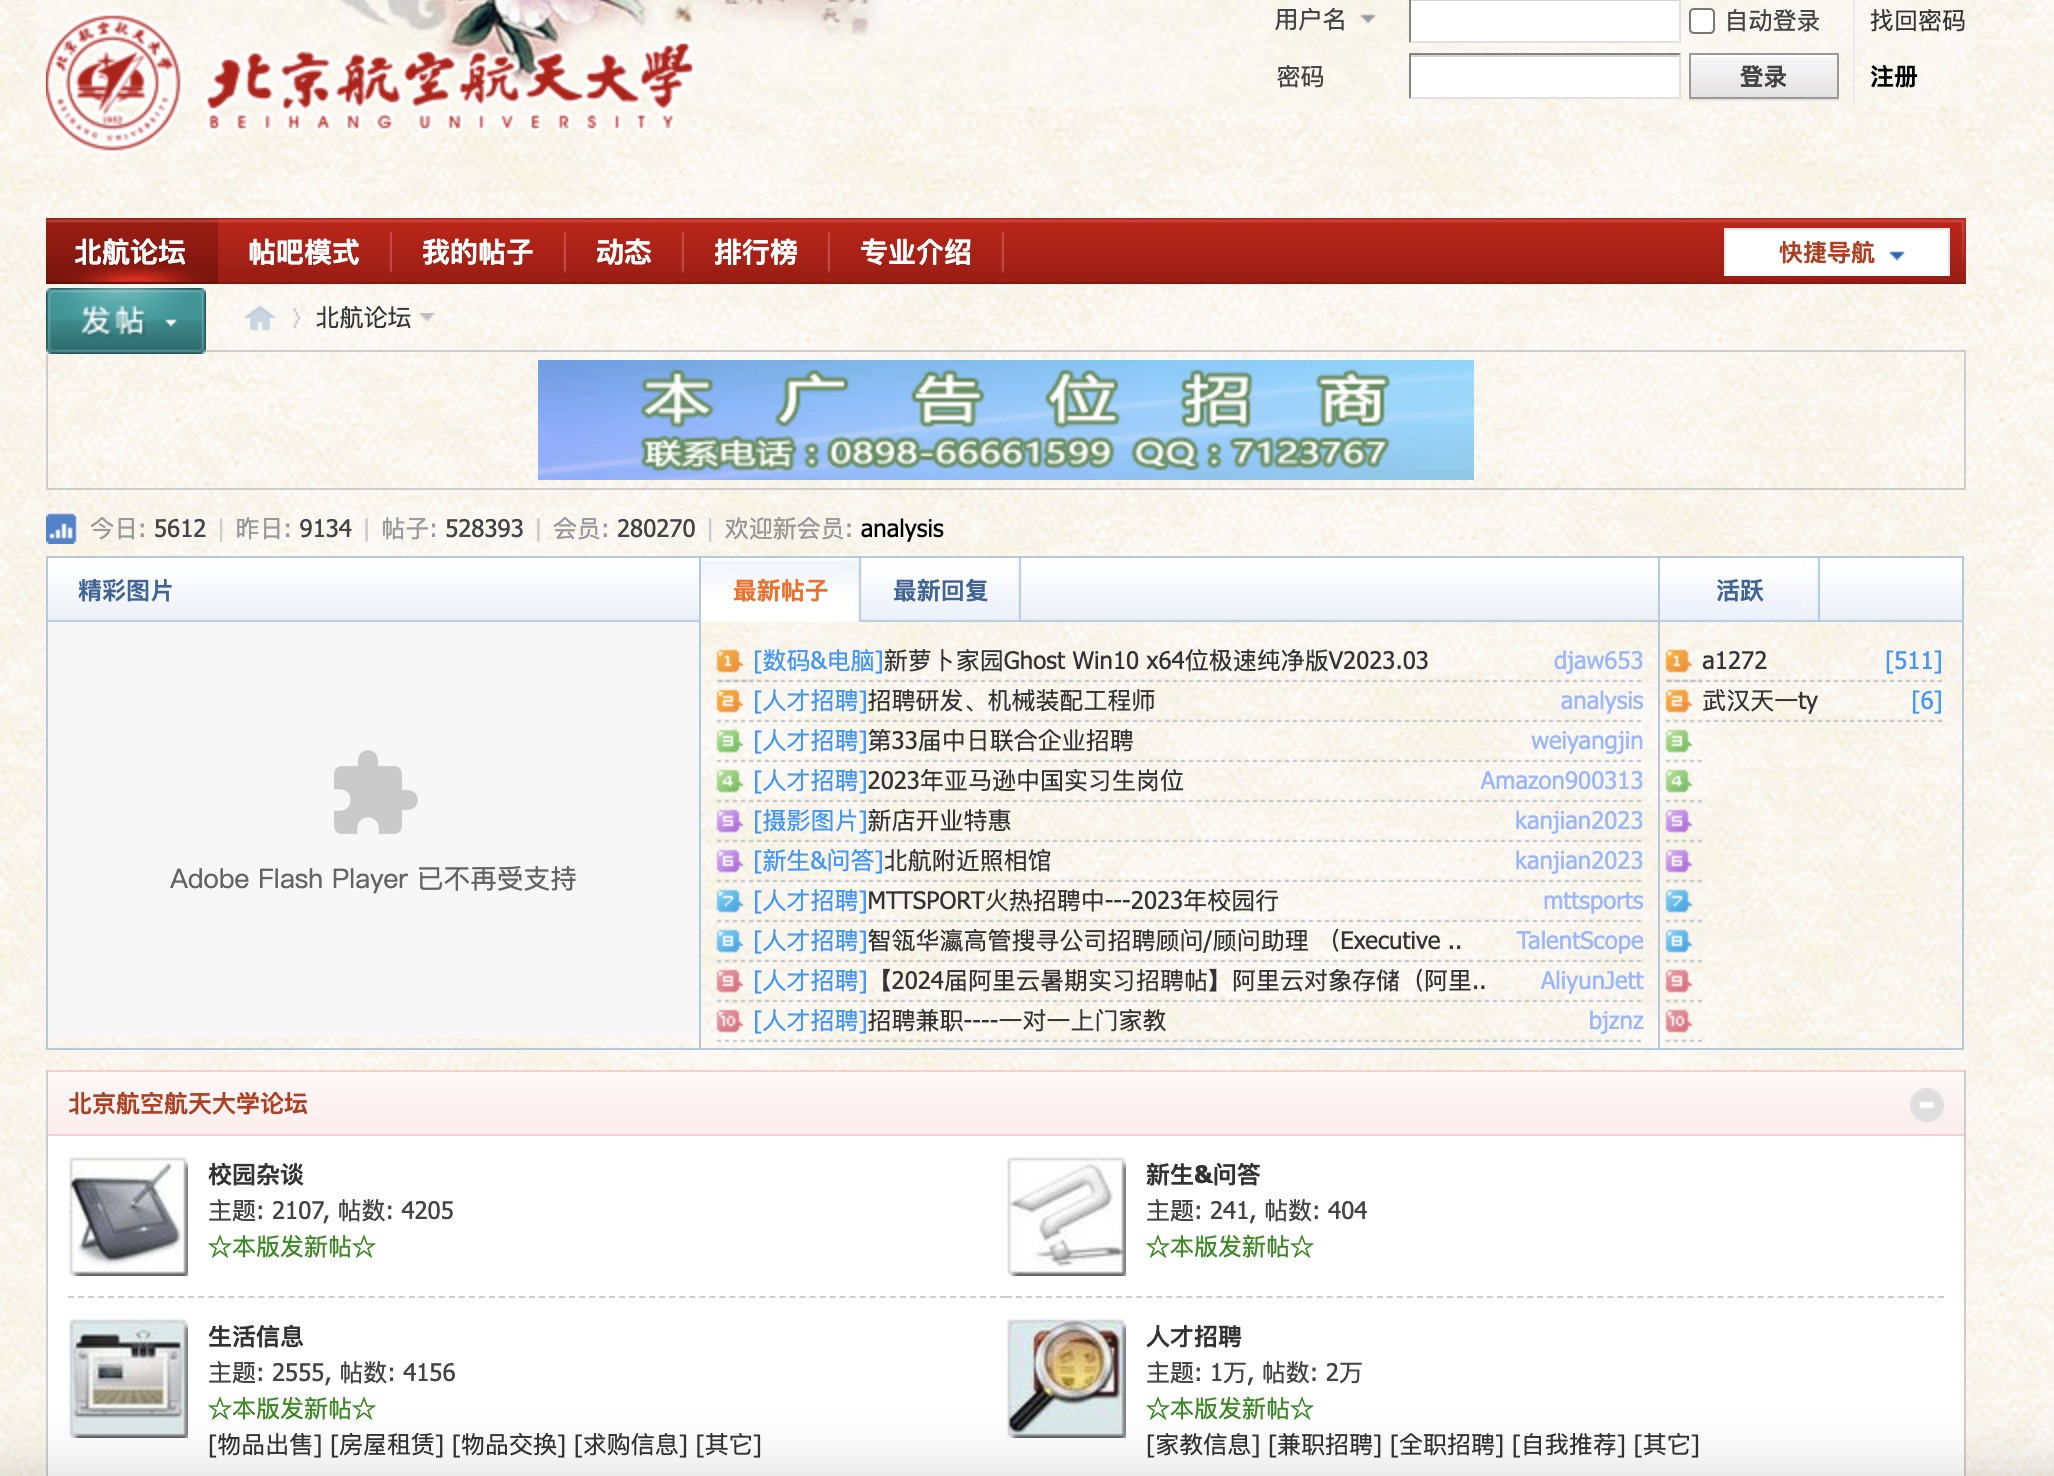 北京航空航天大學
BEIHANG UNIVERSITY
用户名
自动登录
找回密码
密码
登录
注册
北航论坛
帖吧模式
我的帖子
动态
排行榜
专业介绍
快捷导航
发帖
北航论坛
本广告位招商
联系电话：0898-66661599 QQ：7123767
今日: 5612 | 昨日: 9134 | 帖子: 528393 | 会员: 280270 | 欢迎新会员: analysis
精彩图片
Adobe Flash Player 已不再受支持
最新帖子
最新回复
1 [数码&电脑]新萝卜家园Ghost Win10 x64位极速纯净版V2023.03 djaw653
2 [人才招聘]招聘研发、机械装配工程师 analysis
3 [人才招聘]第33届中日联合企业招聘 weiyangjin
4 [人才招聘]2023年亚马逊中国实习生岗位 Amazon900313
5 [摄影图片]新店开业特惠 kanjian2023
6 [新生&问答]北航附近照相馆 kanjian2023
7 [人才招聘]MTTSPORT火热招聘中---2023年校园行 mttsports
8 [人才招聘]智瓴华瀛高管搜寻公司招聘顾问/顾问助理 （Executive .. TalentScope
9 [人才招聘]【2024届阿里云暑期实习招聘帖】阿里云对象存储（阿里.. AliyunJett
10 [人才招聘]招聘兼职----一对一上门家教 bjznz
活跃
1 a1272 [511]
2 武汉天一ty [6]
3
4
5
6
7
8
9
10
北京航空航天大学论坛
校园杂谈
主题: 2107, 帖数: 4205
☆本版发新帖☆
新生&问答
主题: 241, 帖数: 404
☆本版发新帖☆
生活信息
主题: 2555, 帖数: 4156
☆本版发新帖☆
[物品出售] [房屋租赁] [物品交换] [求购信息] [其它]
人才招聘
主题: 1万, 帖数: 2万
☆本版发新帖☆
[家教信息] [兼职招聘] [全职招聘] [自我推荐] [其它]